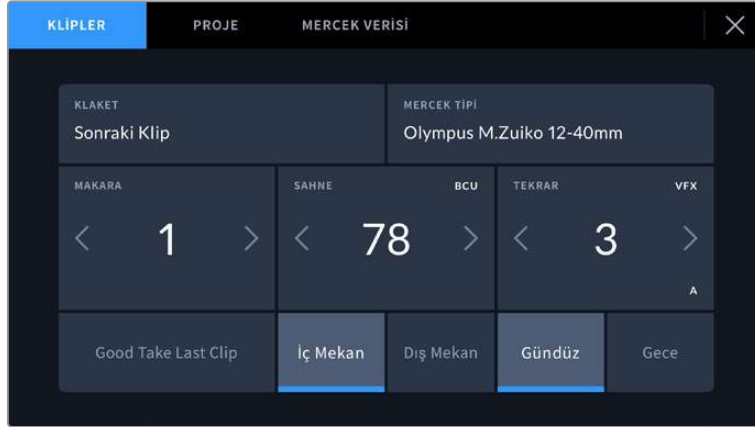 KLİPLER PROJE MERCEK VERİSİ
KLAKET MERCEK TİPİ
Sonraki Klip Olympus M.Zuiko 12-40mm
MAKARA SAHNE BCU TEKRAR VFX
1 78 3
A
Good Take Last Clip İç Mekan Dış Mekan Gündüz Gece